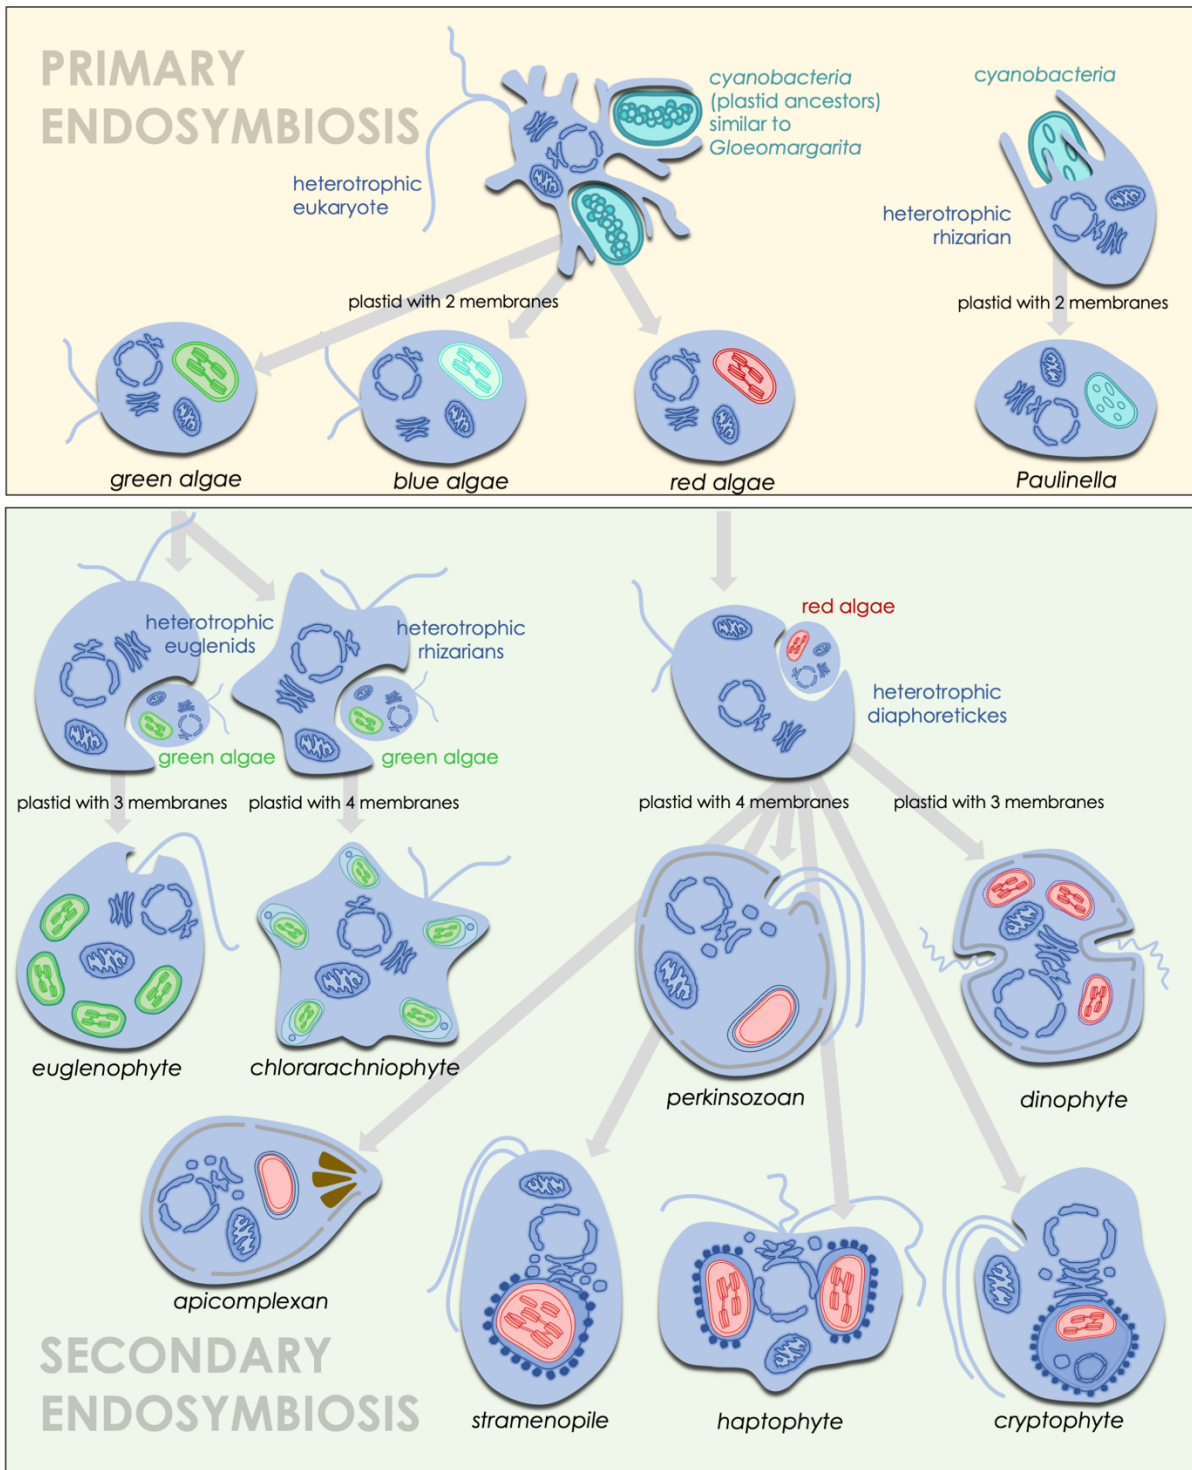 PRIMARY
ENDOSYMBIOSIS
cyanobacteria
(plastid ancestors)
similar to
Gloeomargarita
cyanobacteria
heterotrophic
eukaryote
heterotrophic
rhizarian
plastid with 2 membranes
plastid with 2 membranes
green algae
blue algae
red algae
Paulinella
heterotrophic
euglenids
heterotrophic
rhizarians
red algae
heterotrophic
diaphoretickes
green algae
green algae
plastid with 3 membranes
plastid with 4 membranes
plastid with 4 membranes
plastid with 3 membranes
euglenophyte
chlorarachniophyte
perkinsozoan
dinophyte
apicomplexan
stramenopile
haptophyte
cryptophyte
SECONDARY
ENDOSYMBIOSIS